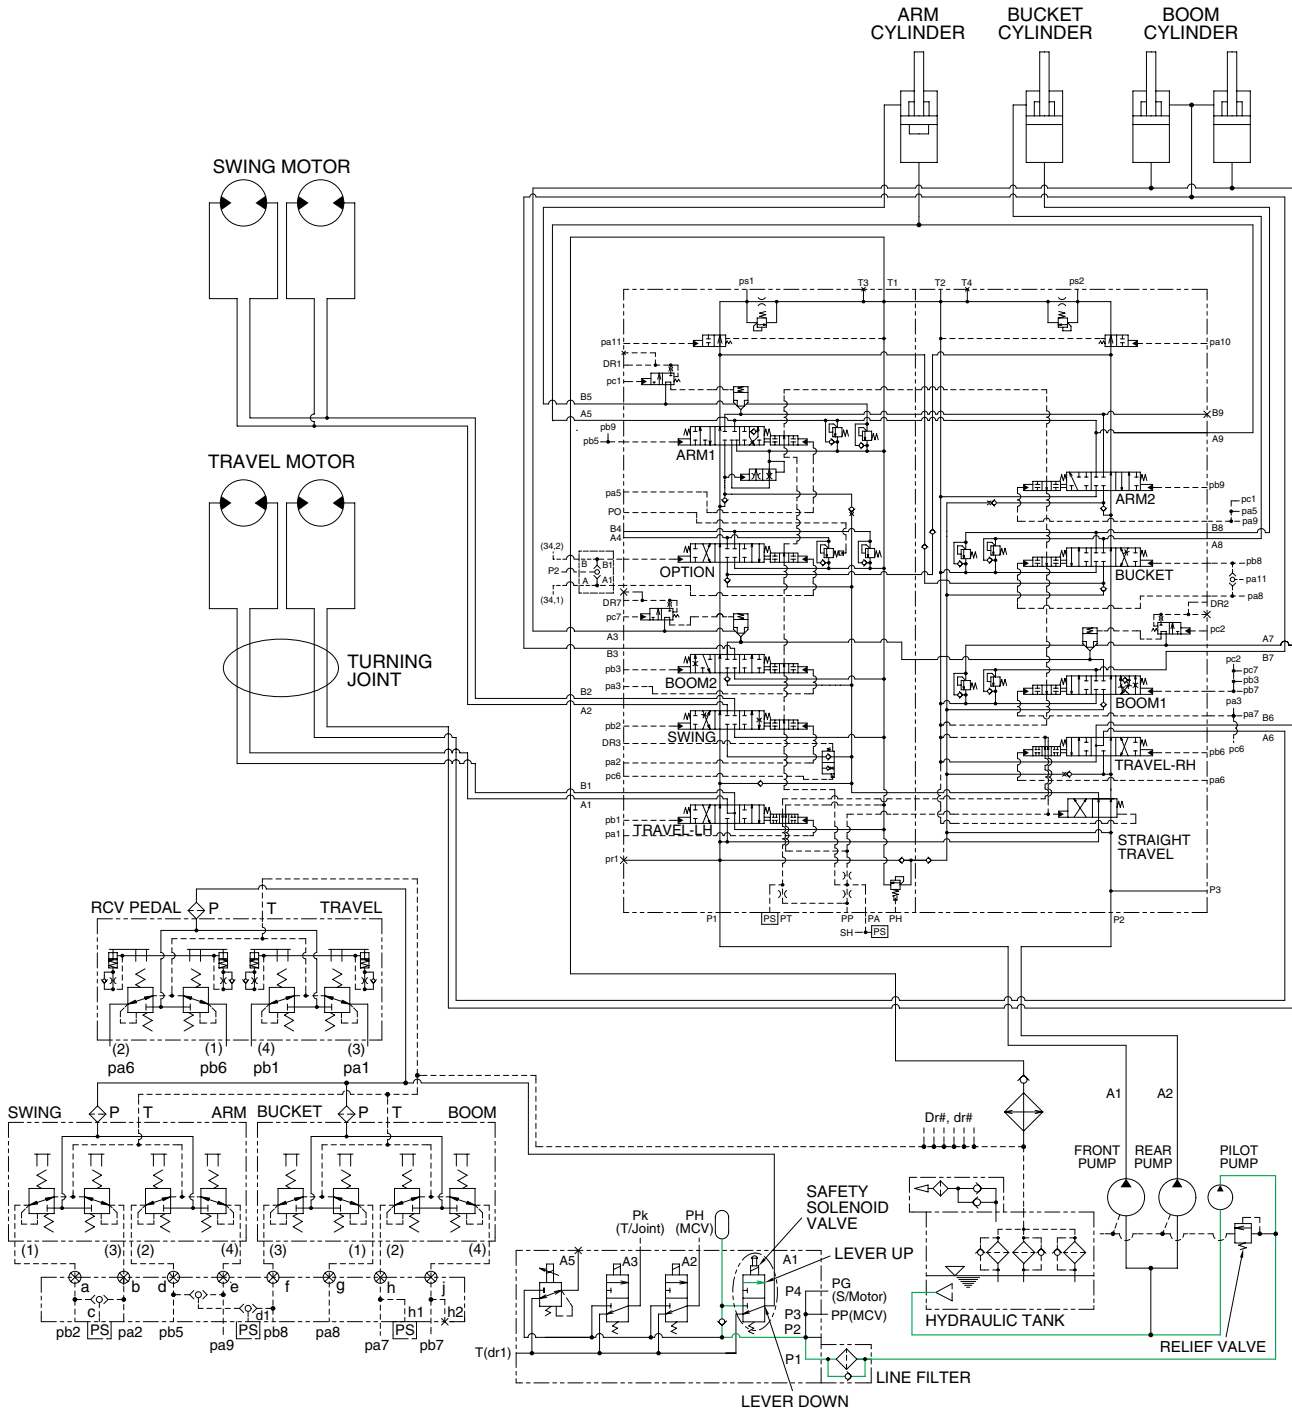 ARM
CYLINDER
BUCKET
CYLINDER
BOOM
CYLINDER
SWING MOTOR
TRAVEL MOTOR
TURNING
JOINT
ps1
T3
T1
T2
T4
ps2
pa11
pa10
DR1
pc1
B5
A5
B9
A9
pb9
pb5
ARM1
ARM2
pb9
pc1
pa5
pa9
pa5
PO
B4
A4
B8
A8
(34,2)
P2
B
B1
A
A1
(34,1)
OPTION
BUCKET
pb8
pa11
pa8
DR7
pc7
DR2
pc2
A3
B3
A7
B7
pb3
BOOM2
pa3
BOOM1
pc2
pc7
pb3
pb7
pa3
pa7
pc6
B2
A2
pb2
SWING
DR3
pa2
pc6
B6
A6
pb6
TRAVEL-RH
pa6
B1
A1
pb1
TRAVEL-LH
pa1
STRAIGHT
TRAVEL
pr1
P3
P1
PS
PT
PP
PA
PH
P2
SH
PS
RCV PEDAL
P
T
TRAVEL
(2)
(1)
(4)
(3)
pa6
pb6
pb1
pa1
SWING
P
T
ARM
BUCKET
P
T
BOOM
(1)
(3)
(2)
(4)
(3)
(1)
(2)
(4)
a
b
d
e
f
g
h
j
c
d1
h1
h2
pb2
PS
pa2
pb5
pa9
PS
pb8
pa8
pa7
PS
pb7
A1
A2
Dr#, dr#
FRONT
PUMP
REAR
PUMP
PILOT
PUMP
SAFETY
SOLENOID
VALVE
LEVER UP
Pk
(T/Joint)
PH
(MCV)
A5
A3
A2
A1
P4
PG
(S/Motor)
P3
PP(MCV)
P2
P1
T(dr1)
HYDRAULIC TANK
RELIEF VALVE
LINE FILTER
LEVER DOWN